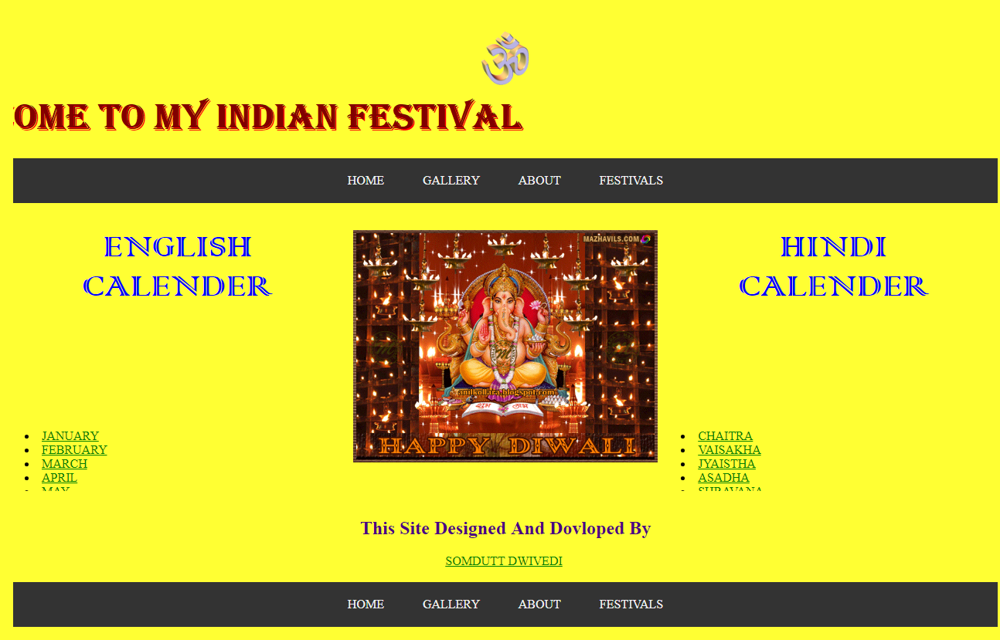 ॐ
OME TO MY INDIAN FESTIVAL
HOME GALLERY ABOUT FESTIVALS
ENGLISH
CALENDER
MAZHAVILS.COM
anilkollara.blogspot.com
शुभ लाभ
HAPPY DIWALI
HINDI
CALENDER
JANUARY
FEBRUARY
MARCH
APRIL
MAY
CHAITRA
VAISAKHA
JYAISTHA
ASADHA
SHRAVANA
This Site Designed And Dovloped By
SOMDUTT DWIVEDI
HOME GALLERY ABOUT FESTIVALS